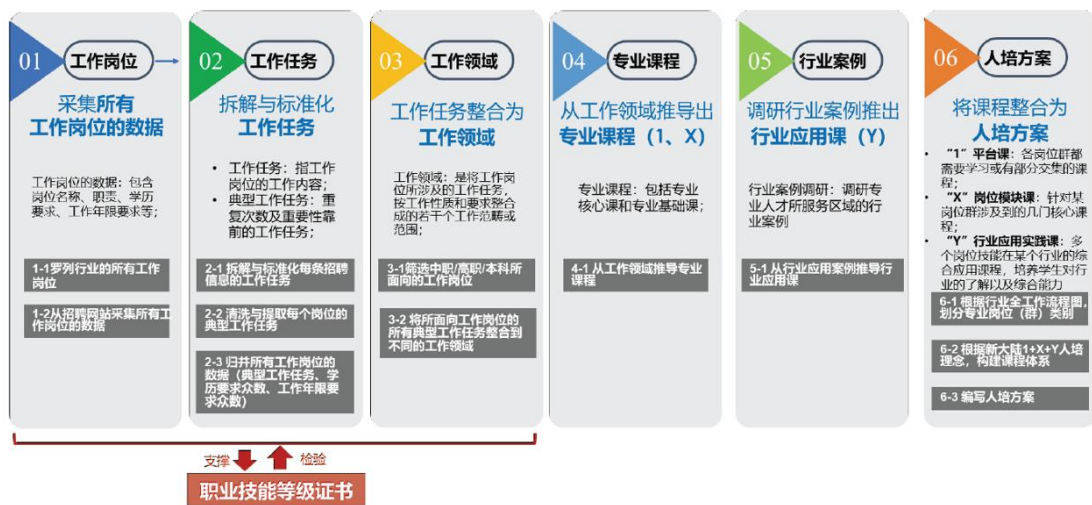 01 工作岗位
采集所有
工作岗位的数据
工作岗位的数据：包含
岗位名称、职责、学历
要求、工作年限要求等；
1-1罗列行业的所有工作
岗位
1-2从招聘网站采集所有工
作岗位的数据
02 工作任务
拆解与标准化
工作任务
• 工作任务：指工作
岗位的工作内容；
• 典型工作任务：重
复次数及重要性靠
前的工作任务；
2-1 拆解与标准化每条招聘
信息的工作任务
2-2 清洗与提取每个岗位的
典型工作任务
2-3 归并所有工作岗位的
数据（典型工作任务、学
历要求众数、工作年限要
求众数）
03 工作领域
工作任务整合为
工作领域
工作领域：是将工作岗
位所涉及的工作任务，
按工作性质和要求整合
成的若干个工作范畴或
范围；
3-1筛选中职/高职/本科所
面向的工作岗位
3-2 将所面向工作岗位的
所有典型工作任务整合到
不同的工作领域
04 专业课程
从工作领域推导出
专业课程（1、X）
专业课程：包括专业
核心课和专业基础课；
4-1 从工作领域推导专业
课程
05 行业案例
调研行业案例推出
行业应用课（Y）
行业案例调研：调研专
业人才所服务区域的行
业案例
5-1 从行业应用案例推导行
业应用课
06 人培方案
将课程整合为
人培方案
• “1”平台课：各岗位群都
需要学习或有部分交集的课
程；
• “X”岗位模块课：针对某
岗位群涉及到的几门核心课
程；
• “Y”行业应用实践课：多
个岗位技能在某个行业的综
合应用课程，培养学生对行
业的了解以及综合能力
6-1 根据行业全工作流程图，
划分专业岗位（群）类别
6-2 根据新大陆1+X+Y人培
理念，构建课程体系
6-3 编写人培方案
支撑 检验
职业技能等级证书